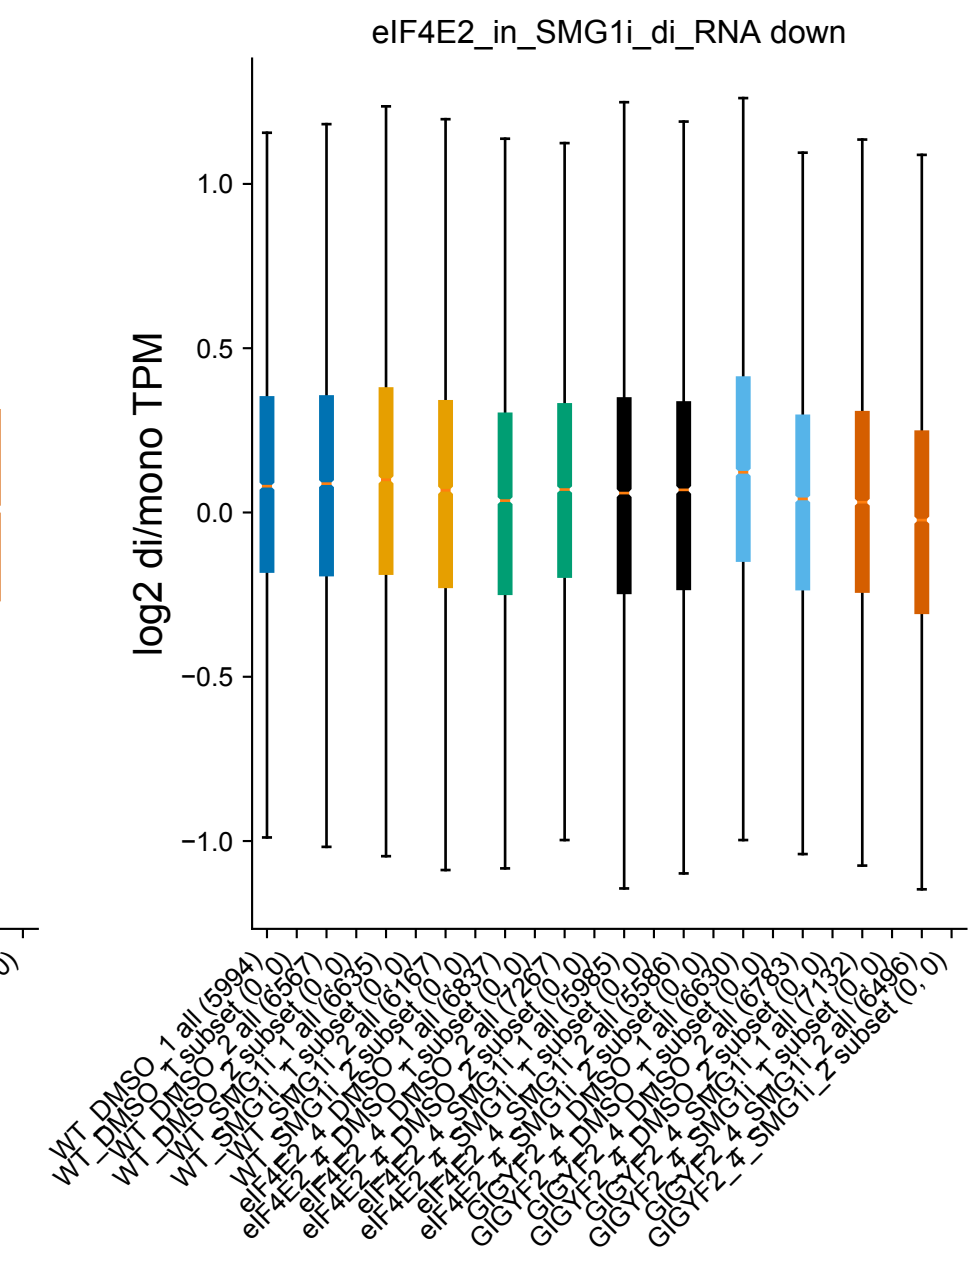 eIF4E2_in_SMG1i_di_RNA down
log2 di/mono TPM
1.0
0.5
0.0
−0.5
−1.0
0)
WT_DMSO_1 all (5994)
WT_DMSO_1 subset (0, 0)
WT_DMSO_2 all (6567)
WT_DMSO_2 subset (0, 0)
WT_SMG1i_1 all (6635)
WT_SMG1i_1 subset (0, 0)
WT_SMG1i_2 all (6167)
WT_SMG1i_2 subset (0, 0)
eIF4E2_4_DMSO_1 all (6837)
eIF4E2_4_DMSO_1 subset (0, 0)
eIF4E2_4_DMSO_2 all (7267)
eIF4E2_4_DMSO_2 subset (0, 0)
eIF4E2_4_SMG1i_1 all (5985)
eIF4E2_4_SMG1i_1 subset (0, 0)
eIF4E2_4_SMG1i_2 all (5586)
eIF4E2_4_SMG1i_2 subset (0, 0)
GIGYF2_4_DMSO_1 all (6630)
GIGYF2_4_DMSO_1 subset (0, 0)
GIGYF2_4_DMSO_2 all (6783)
GIGYF2_4_DMSO_2 subset (0, 0)
GIGYF2_4_SMG1i_1 all (7132)
GIGYF2_4_SMG1i_1 subset (0, 0)
GIGYF2_4_SMG1i_2 all (6496)
GIGYF2_4_SMG1i_2 subset (0, 0)